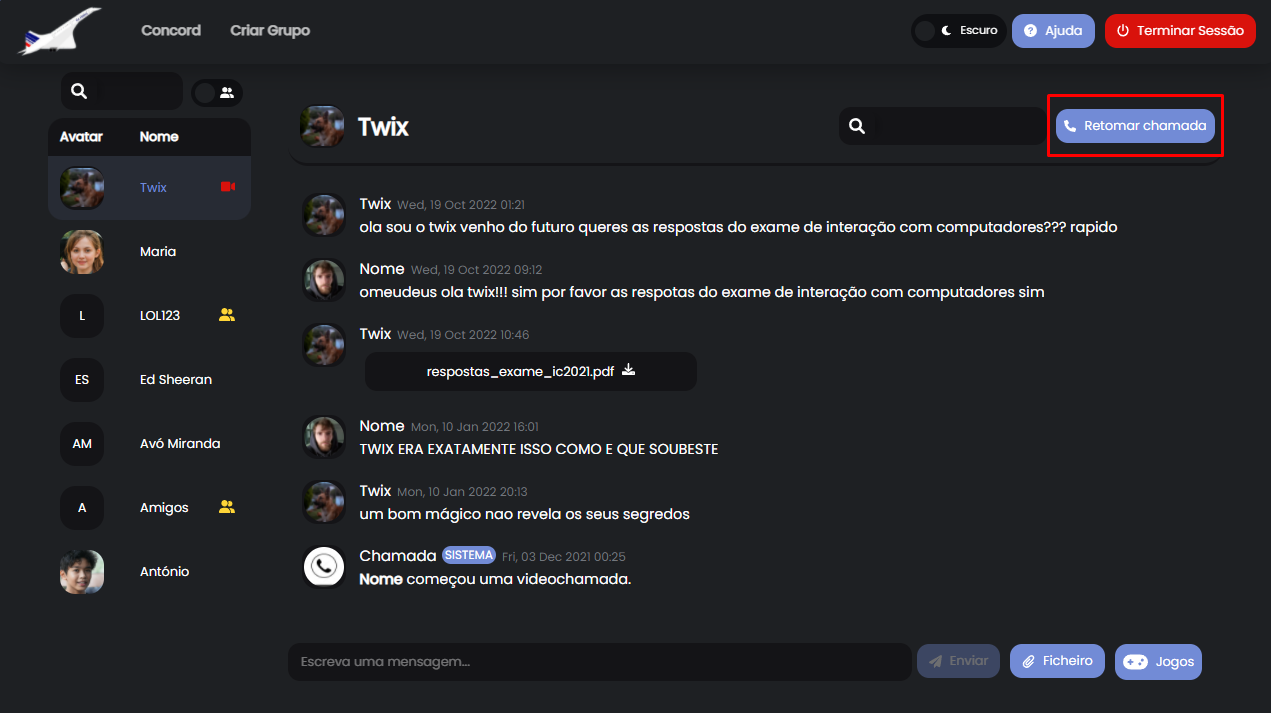 Concord
Criar Grupo
Escuro
Ajuda
Terminar Sessão
Avatar
Nome
Twix
Maria
L
LOL123
ES
Ed Sheeran
AM
Avó Miranda
A
Amigos
António
Twix
Retomar chamada
Twix Wed, 19 Oct 2022 01:21
ola sou o twix venho do futuro queres as respostas do exame de interação com computadores??? rapido
Nome Wed, 19 Oct 2022 09:12
omeudeus ola twix!!! sim por favor as respotas do exame de interação com computadores sim
Twix Wed, 19 Oct 2022 10:46
respostas_exame_ic2021.pdf
Nome Mon, 10 Jan 2022 16:01
TWIX ERA EXATAMENTE ISSO COMO E QUE SOUBESTE
Twix Mon, 10 Jan 2022 20:13
um bom mágico nao revela os seus segredos
Chamada SISTEMA Fri, 03 Dec 2021 00:25
Nome começou uma videochamada.
Escreva uma mensagem...
Enviar
Ficheiro
Jogos